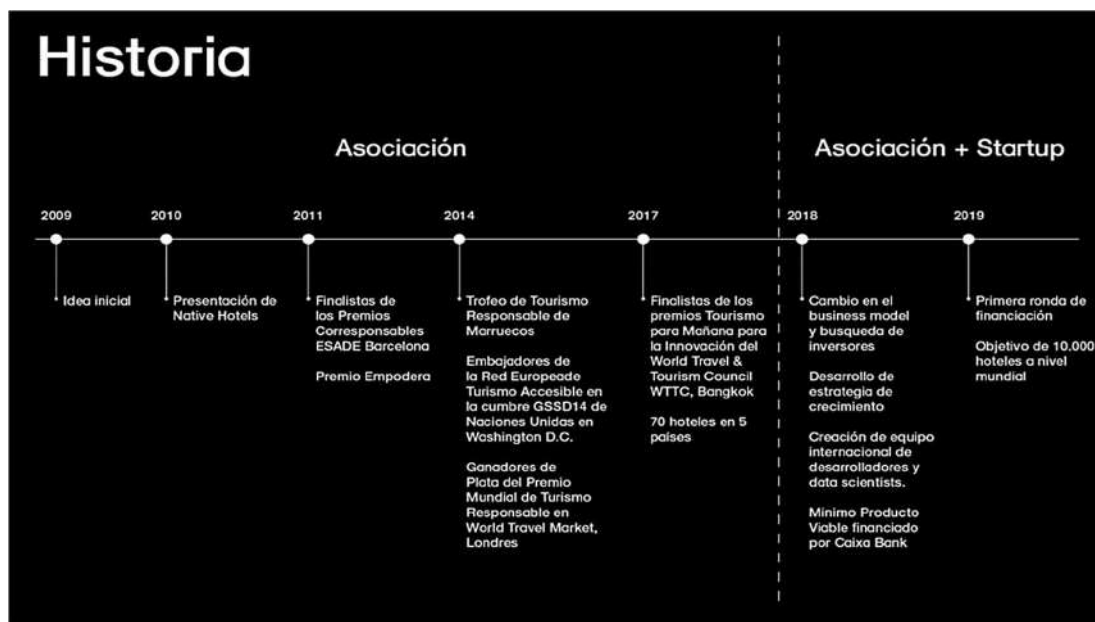 Historia
Asociación
Asociación + Startup
2009
2010
2011
2014
2017
2018
2019
Idea inicial
Presentación de
Native Hotels
Finalistas de
los Premios
Corresponsables
ESADE Barcelona
Premio Empodera
Trofeo de Tourismo
Responsable de
Marruecos
Embajadores de
la Red Europeade
Turismo Accesible en
la cumbre GSSD14 de
Naciones Unidas en
Washington D.C.
Ganadores de
Plata del Premio
Mundial de Turismo
Responsable en
World Travel Market,
Londres
Finalistas de los
premios Tourismo
para Mañana para
la Innovación del
World Travel &
Tourism Council
WTTC, Bangkok
70 hoteles en 5
países
Cambio en el
business model
y busqueda de
inversores
Desarrollo de
estrategia de
crecimiento
Creación de equipo
internacional de
desarrolladores y
data scientists.
Mínimo Producto
Viable financiado
por Caixa Bank
Primera ronda de
financiación
Objetivo de 10.000
hoteles a nivel
mundial